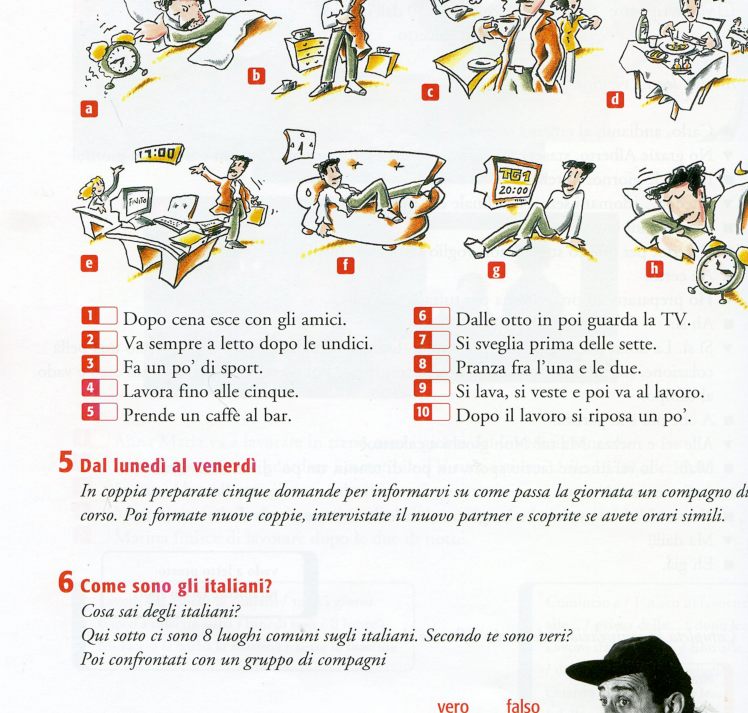 b
c
d
a
17:00
FiNiTO
1
TG1
20:00
e
f
g
h
1 Dopo cena esce con gli amici.
2 Va sempre a letto dopo le undici.
3 Fa un po' di sport.
4 Lavora fino alle cinque.
5 Prende un caffè al bar.
6 Dalle otto in poi guarda la TV.
7 Si sveglia prima delle sette.
8 Pranza fra l'una e le due.
9 Si lava, si veste e poi va al lavoro.
10 Dopo il lavoro si riposa un po'.
5 Dal lunedì al venerdì
In coppia preparate cinque domande per informarvi su come passa la giornata un compagno di
corso. Poi formate nuove coppie, intervistate il nuovo partner e scoprite se avete orari simili.
6 Come sono gli italiani?
Cosa sai degli italiani?
Qui sotto ci sono 8 luoghi comuni sugli italiani. Secondo te sono veri?
Poi confrontati con un gruppo di compagni
vero falso